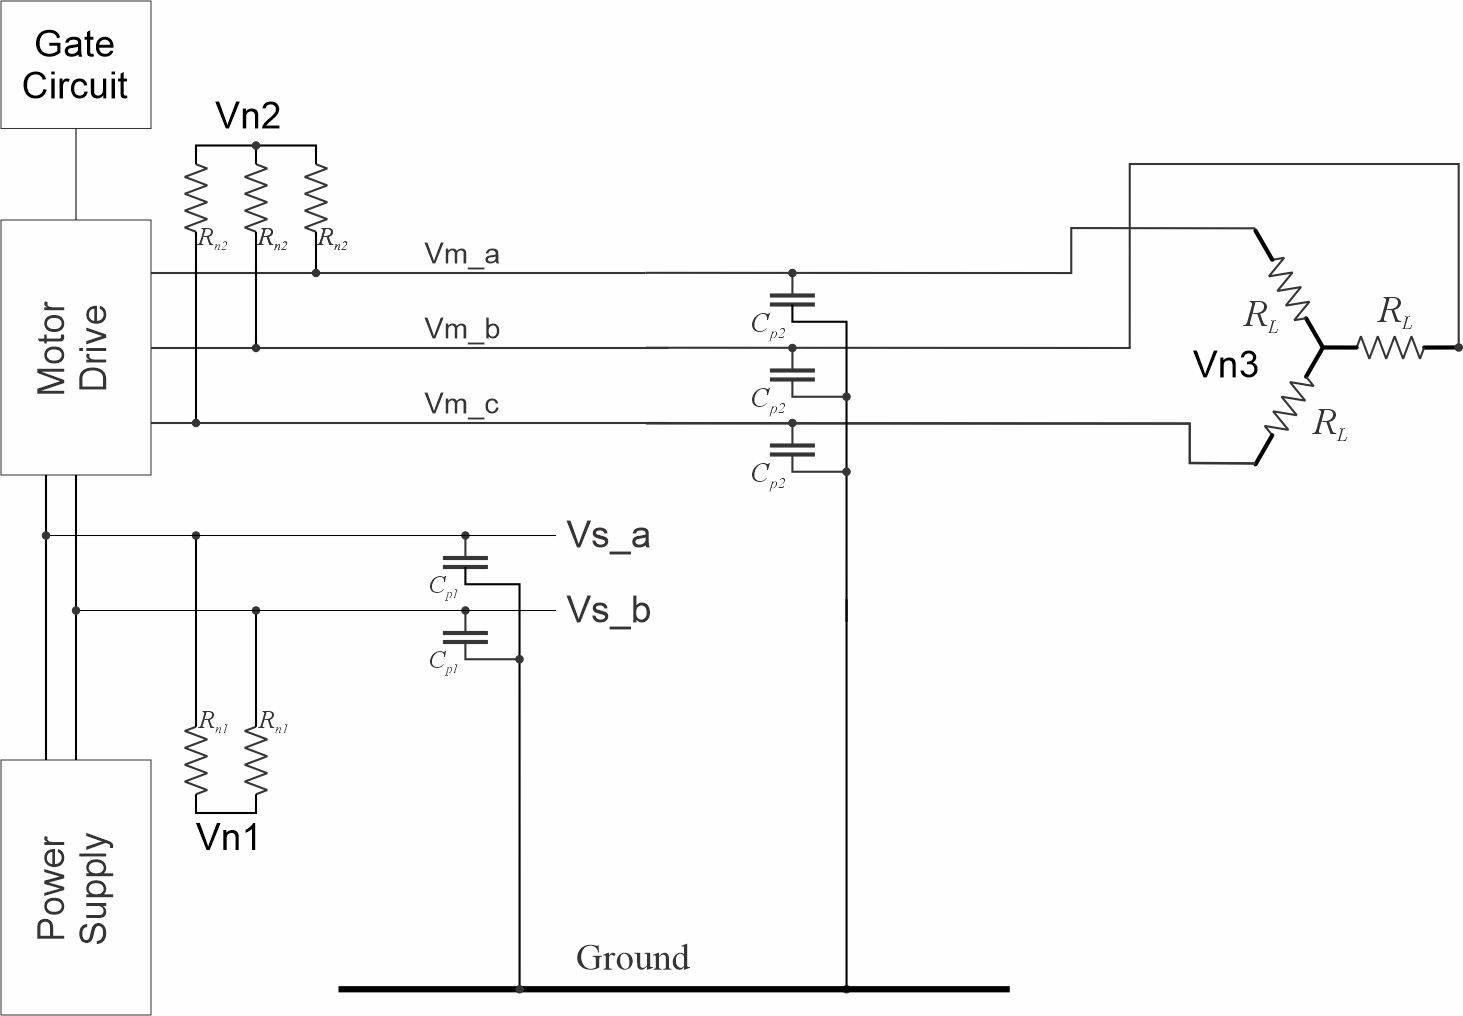 Gate
Circuit
Vn2
Rn2
Rn2
Rn2
Vm_a
Motor
Drive
Cp2
RL
RL
Vm_b
Vn3
Cp2
Vm_c
RL
Cp2
Vs_a
Cp1
Vs_b
Cp1
Rn1
Rn1
Vn1
Power
Supply
Ground